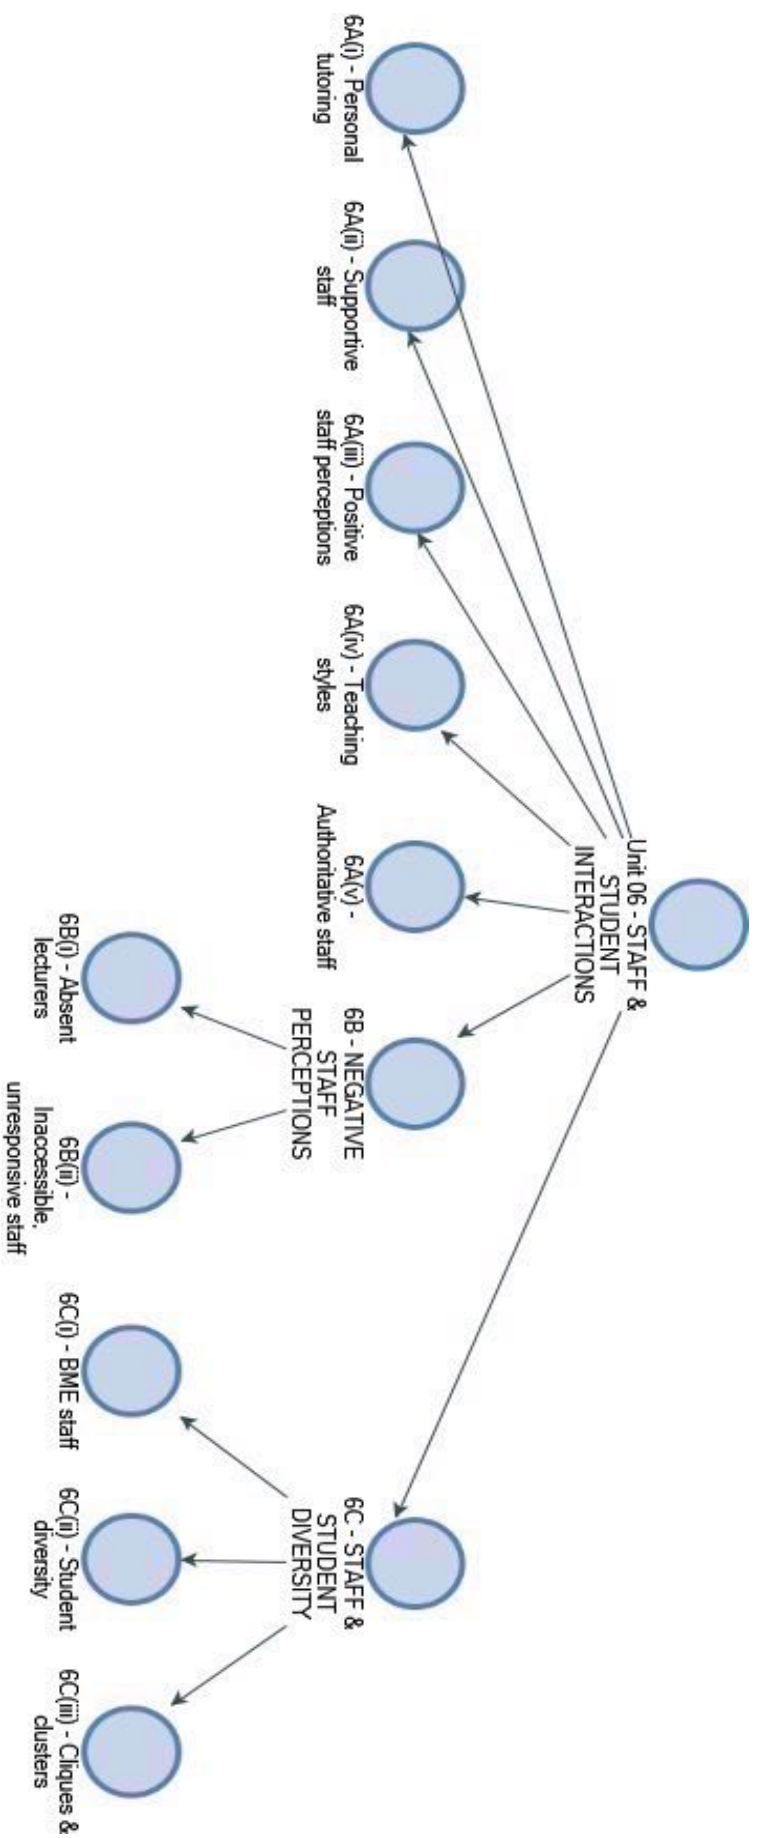 Unit 06 - STAFF &
STUDENT
INTERACTIONS
6A(i) - Personal
tutoring
6A(ii) - Supportive
staff
6A(iii) - Positive
staff perceptions
6A(iv) - Teaching
styles
6A(v) -
Authoritative staff
6B - NEGATIVE
STAFF
PERCEPTIONS
6C - STAFF &
STUDENT
DIVERSITY
6B(i) - Absent
lecturers
6B(ii) -
Inaccessible,
unresponsive staff
6C(i) - BME staff
6C(ii) - Student
diversity
6C(iii) - Cliques &
clusters